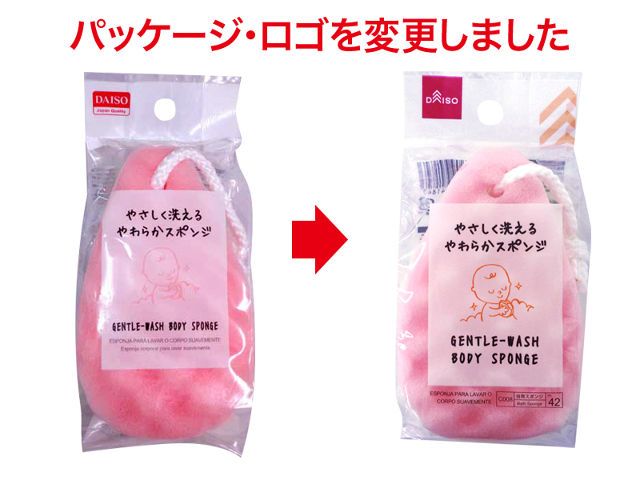 パッケージ・ロゴを変更しました
DAISO
Japan Quality
やさしく洗える
やわらかスポンジ
GENTLE-WASH BODY SPONGE
ESPONJA PARA LAVAR O CORPO SUAVEMENTE
Esponja corporal para lavar suavemente.
DAISO
やさしく洗える
やわらかスポンジ
GENTLE-WASH
BODY SPONGE
ESPONJA PARA LAVAR O
CORPO SUAVEMENTE
C008
浴用スポンジ
Bath Sponge
42